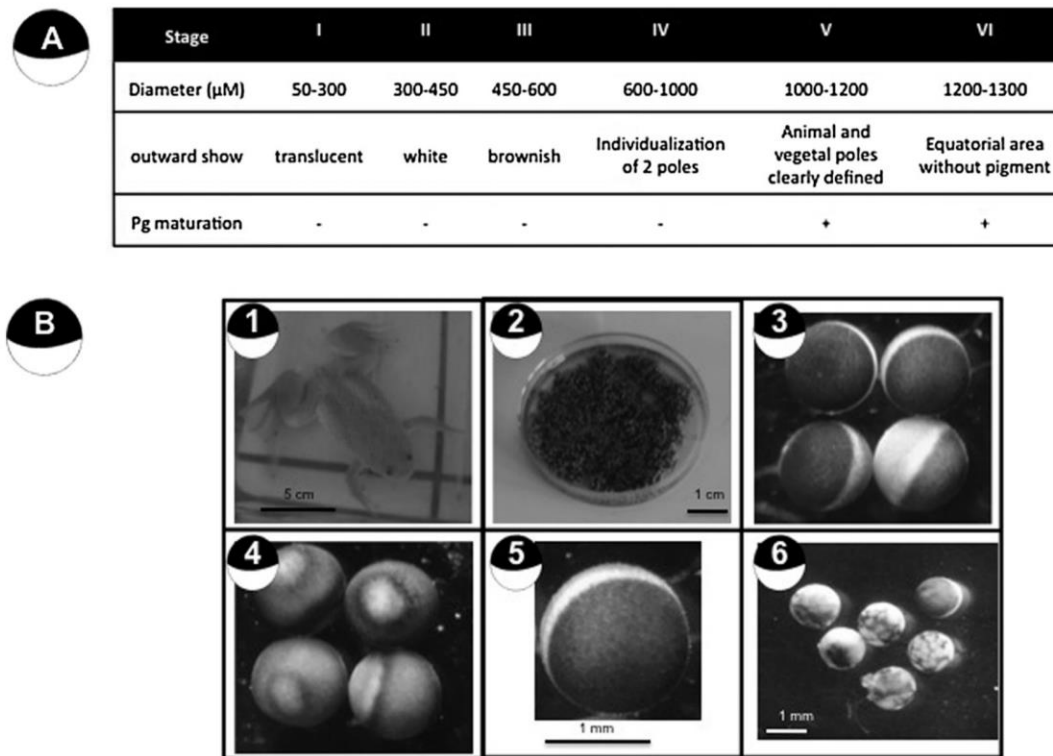 A
Stage I II III IV V VI
Diameter (µM) 50-300 300-450 450-600 600-1000 1000-1200 1200-1300
outward show translucent white brownish Individualization of 2 poles Animal and vegetal poles clearly defined Equatorial area without pigment
Pg maturation - - - - + +
B
1
5 cm
2
1 cm
3
4
5
1 mm
6
1 mm